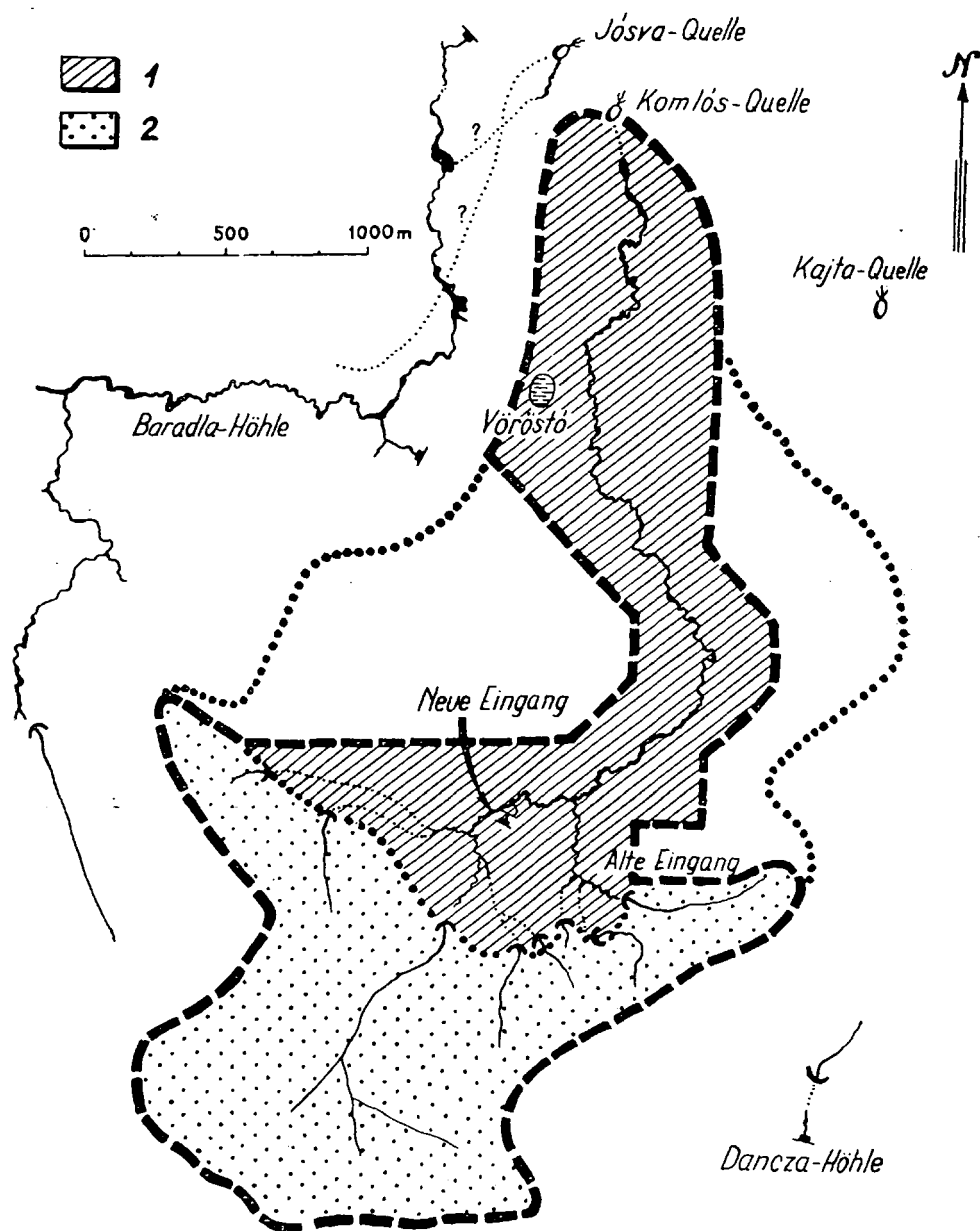 Jósva-Quelle
1
N
Komlós-Quelle
2
?
?
0 500 1000 m
Kajta-Quelle
Baradla-Höhle
Vöröstó
Neue Eingang
Alte Eingang
Dancza-Höhle